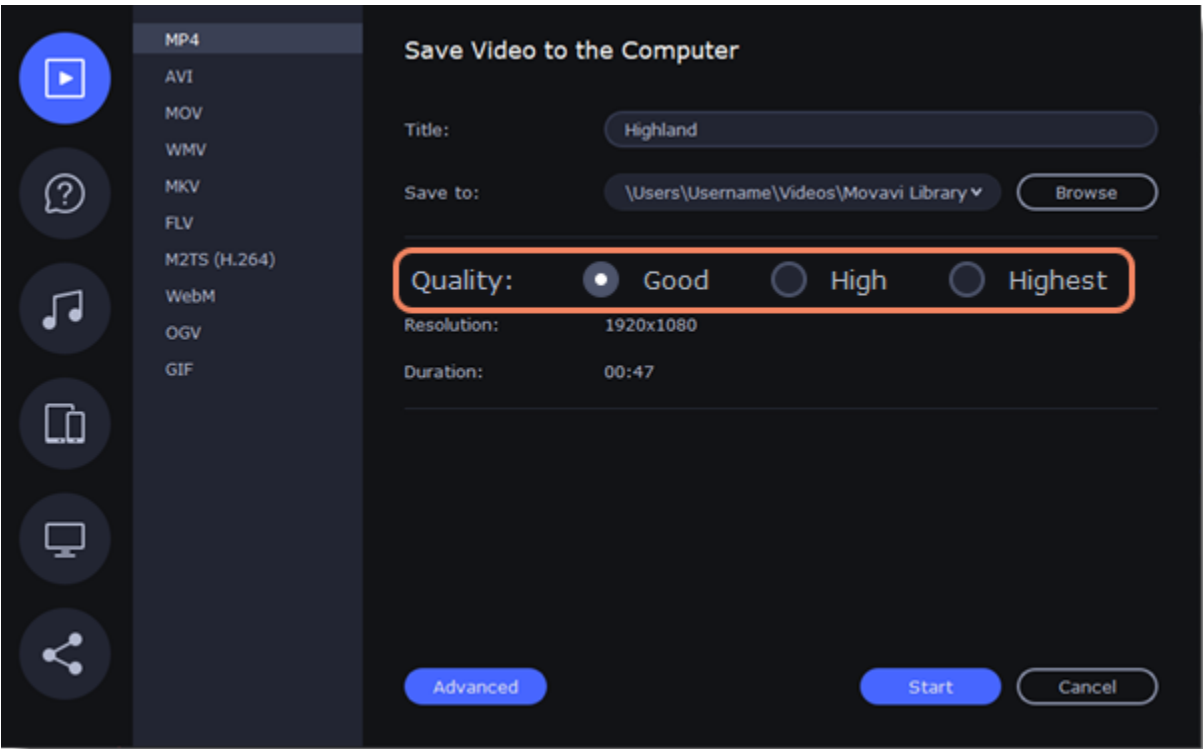 MP4
AVI
MOV
WMV
MKV
FLV
M2TS (H.264)
WebM
OGV
GIF
Save Video to the Computer
Title: Highland
Save to: \Users\Username\Videos\Movavi Library Browse
Quality: Good High Highest
Resolution: 1920x1080
Duration: 00:47
Advanced Start Cancel